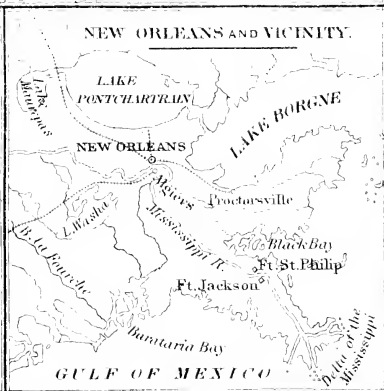 NEW ORLEANS AND VICINITY.
Lake
Maurepas
LAKE
PONTCHARTRAIN
LAKE BORGNE
NEW ORLEANS
Algiers
Proctorsville
L. Washa
Mississippi R.
B. La Fourche
Black Bay
Ft. St. Philip
Ft. Jackson
Barataria Bay
Delta of the
Mississippi
GULF OF MEXICO